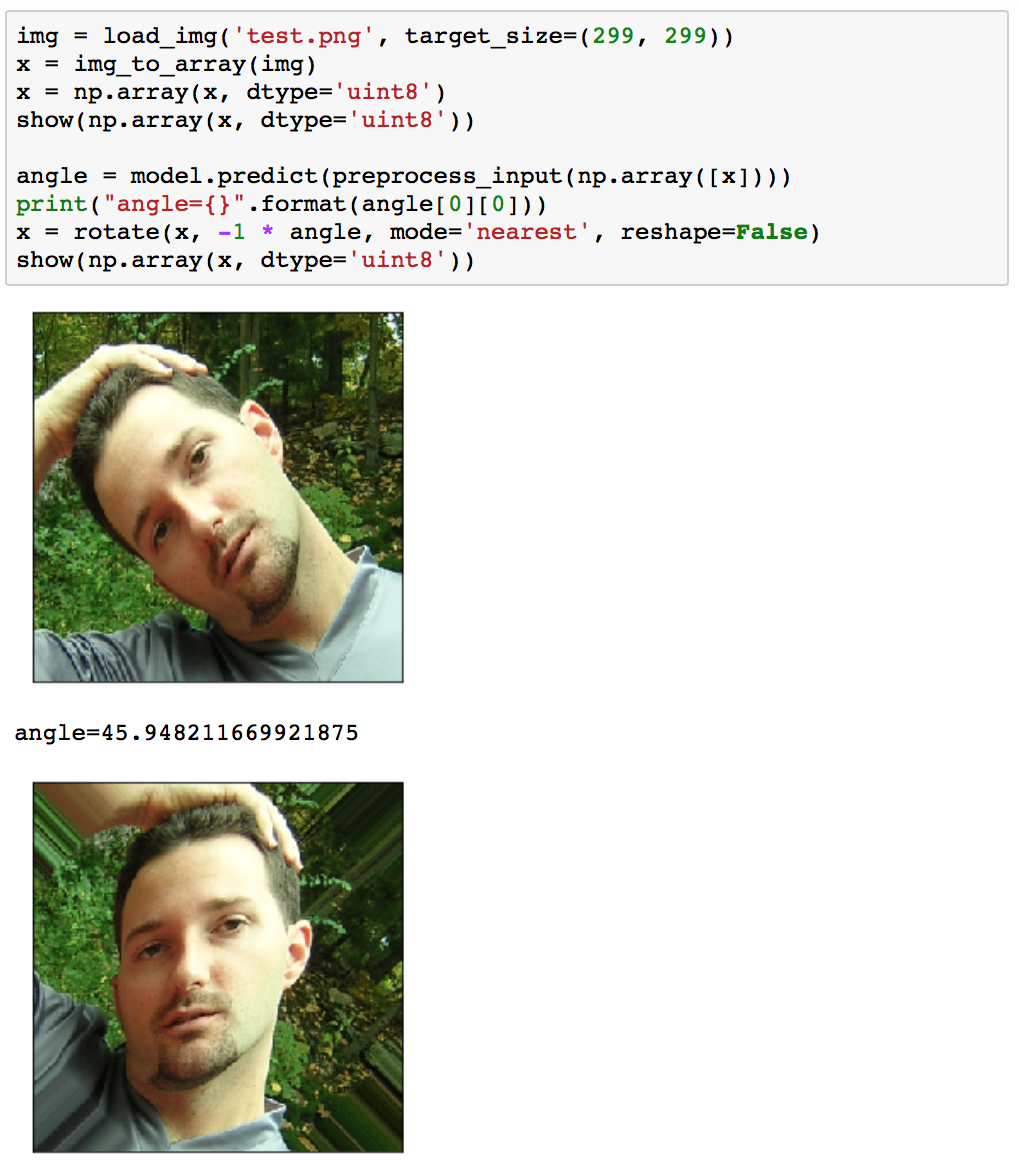 img = load_img('test.png', target_size=(299, 299))
x = img_to_array(img)
x = np.array(x, dtype='uint8')
show(np.array(x, dtype='uint8'))
angle = model.predict(preprocess_input(np.array([x])))
print("angle={}".format(angle[0][0]))
x = rotate(x, -1 * angle, mode='nearest', reshape=False)
show(np.array(x, dtype='uint8'))
angle=45.948211669921875